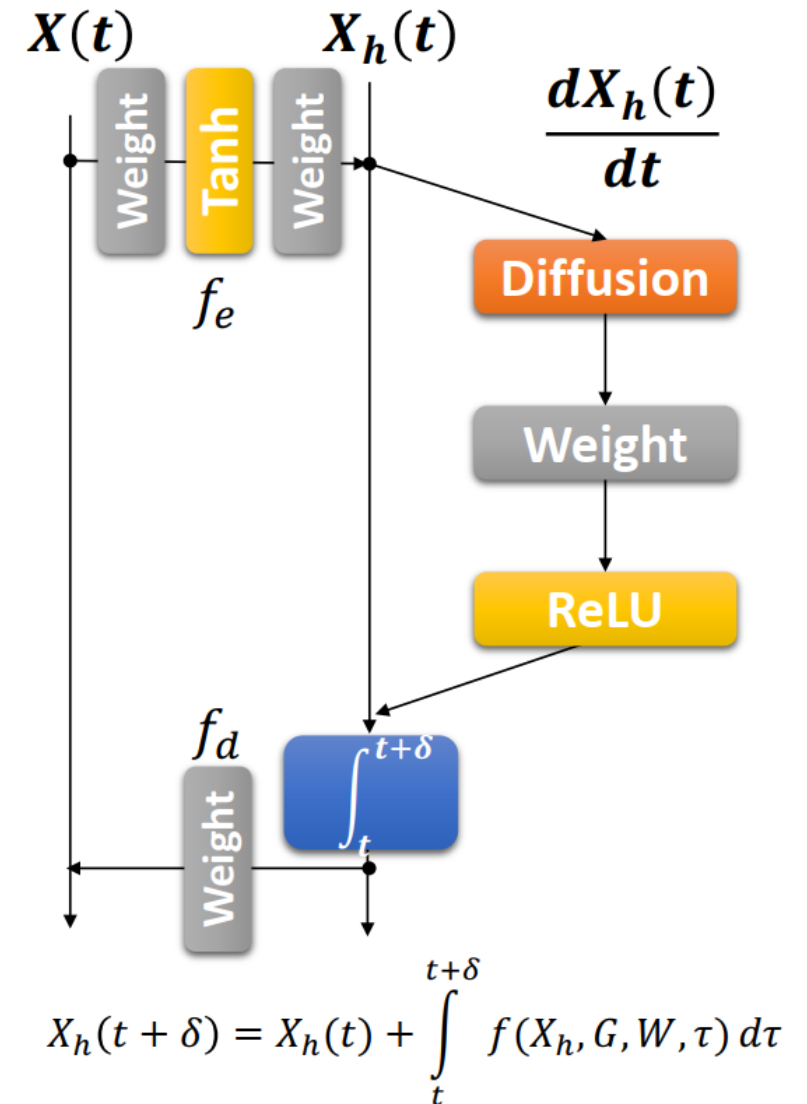 X(t)
X_h(t)
dX_h(t)
dt
Weight
Tanh
Weight
f_e
Diffusion
Weight
ReLU
f_d
Weight
∫_t^{t+δ}
X_h(t + δ) = X_h(t) + ∫_t^{t+δ} f(X_h, G, W, τ) dτ